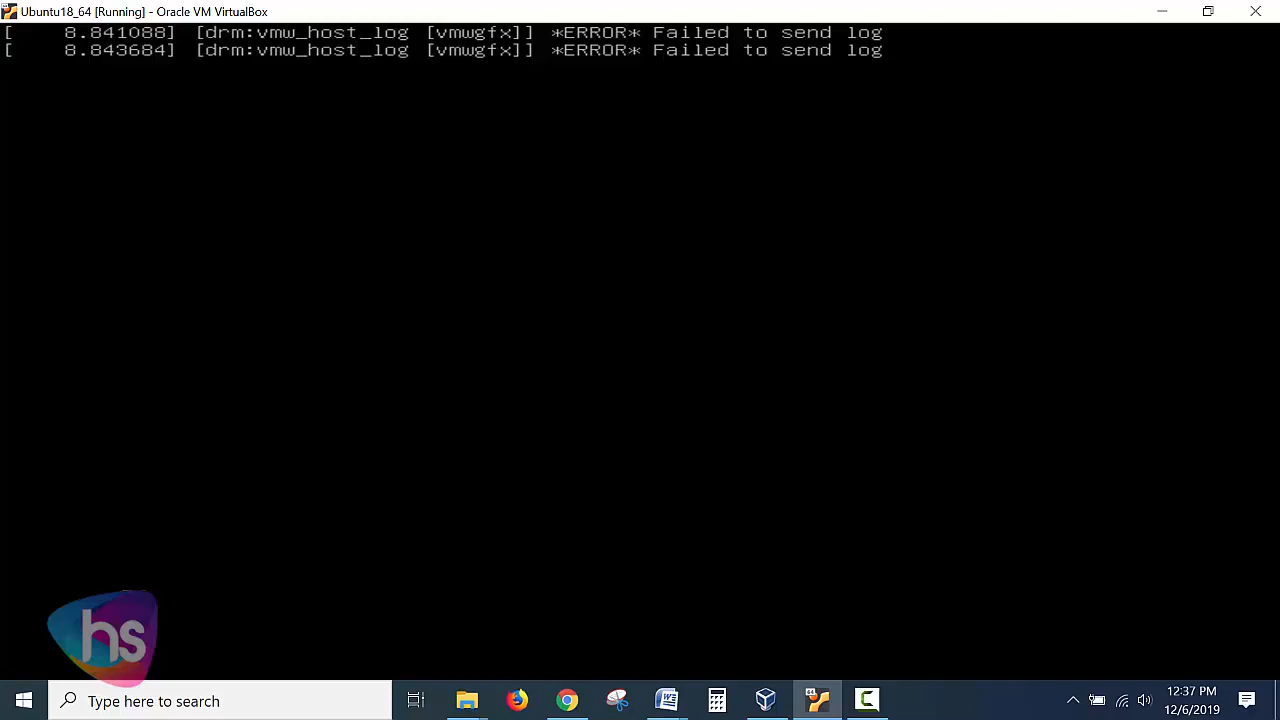 Ubuntu18_64 [Running] - Oracle VM VirtualBox
[    8.841088] [drm:vmw_host_log [vmwgfx]] *ERROR* Failed to send log
[    8.843684] [drm:vmw_host_log [vmwgfx]] *ERROR* Failed to send log
hs
Type here to search
12:37 PM
12/6/2019